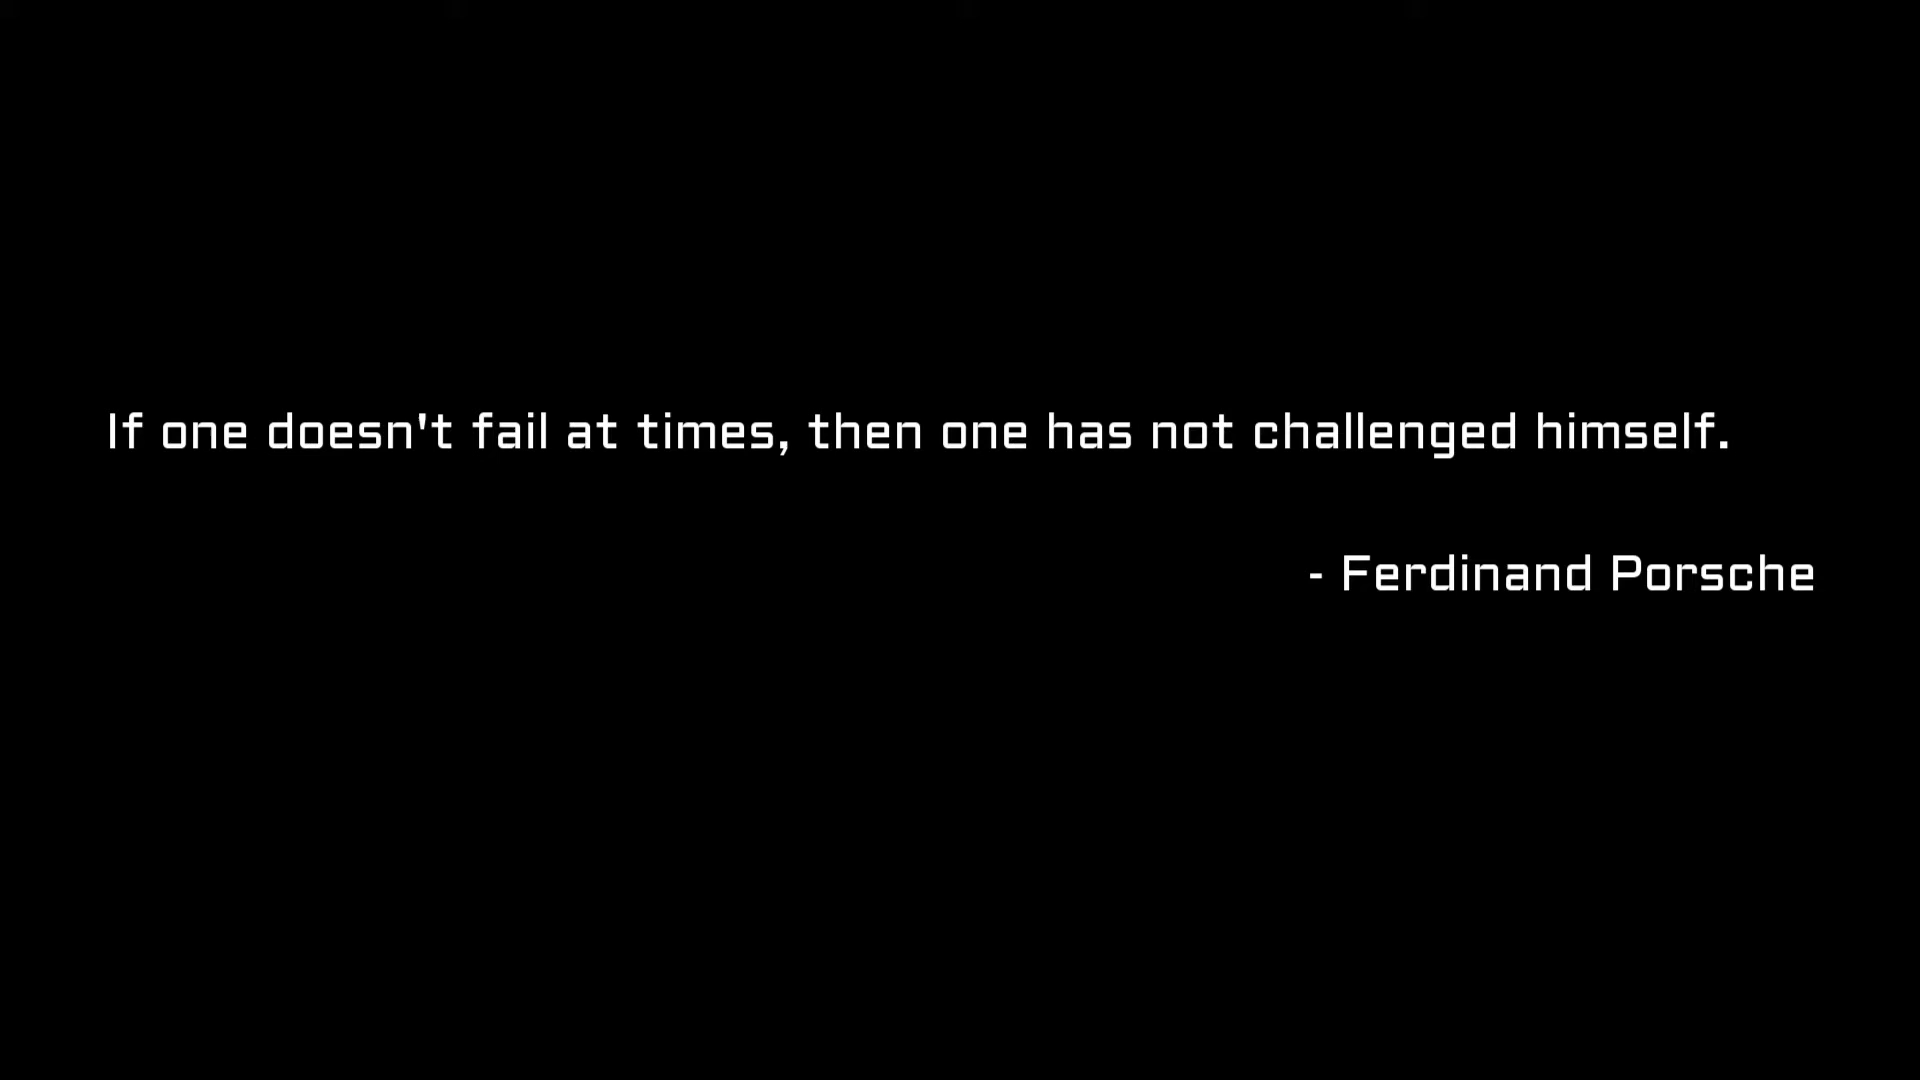 If one doesn't fail at times, then one has not challenged himself.
- Ferdinand Porsche